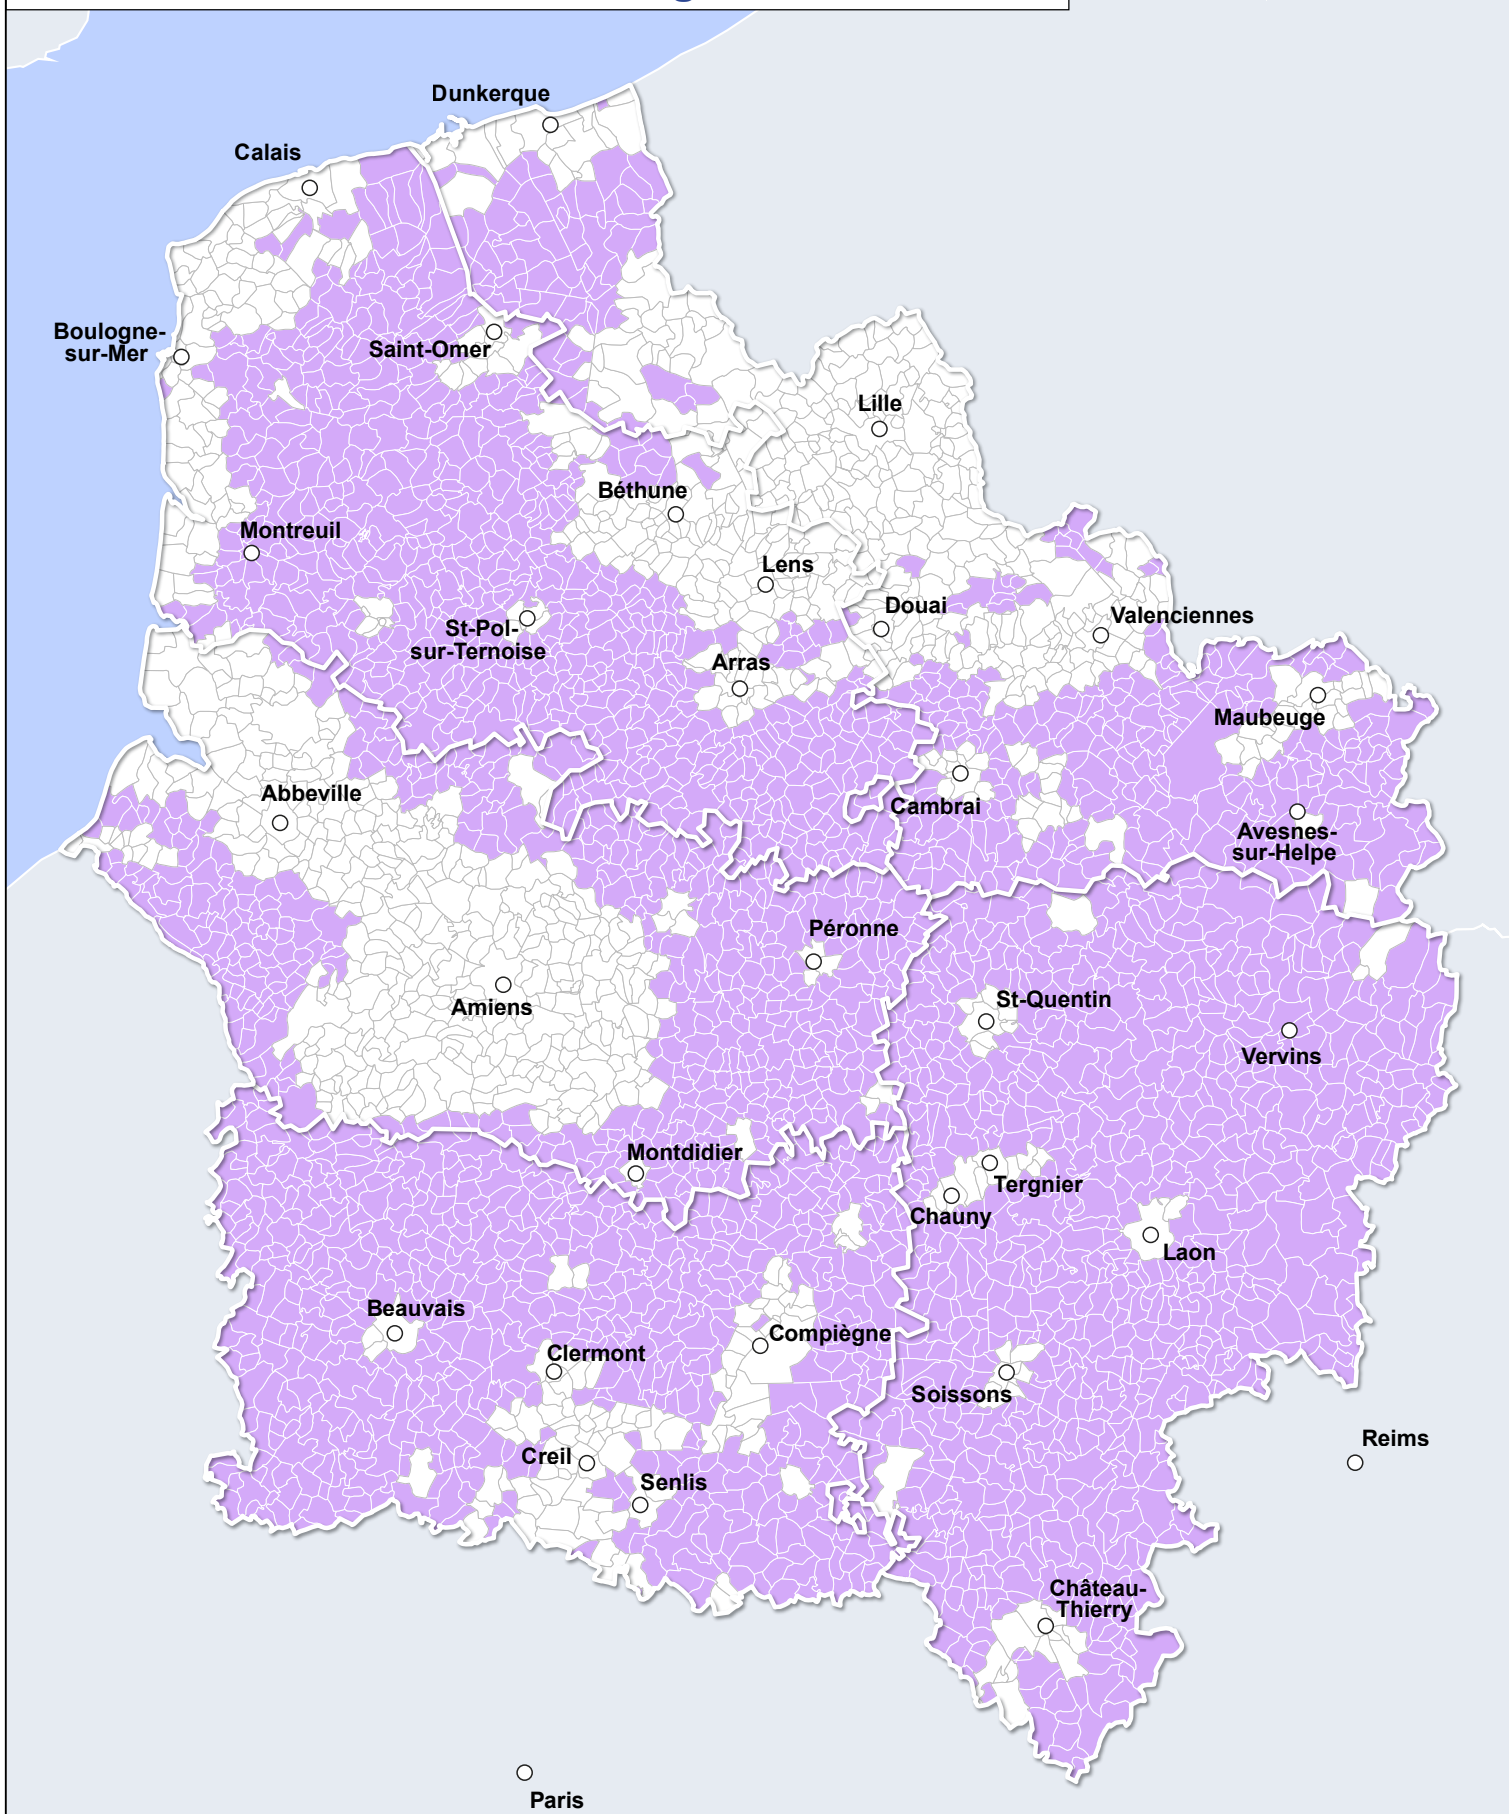 Dunkerque
Calais
Boulogne-
sur-Mer
Saint-Omer
Lille
Béthune
Montreuil
Lens
Douai
Valenciennes
St-Pol-
sur-Ternoise
Arras
Maubeuge
Abbeville
Cambrai
Avesnes-
sur-Helpe
Péronne
Amiens
St-Quentin
Vervins
Montdidier
Tergnier
Chauny
Laon
Beauvais
Compiègne
Clermont
Soissons
Creil
Senlis
Reims
Château-
Thierry
Paris